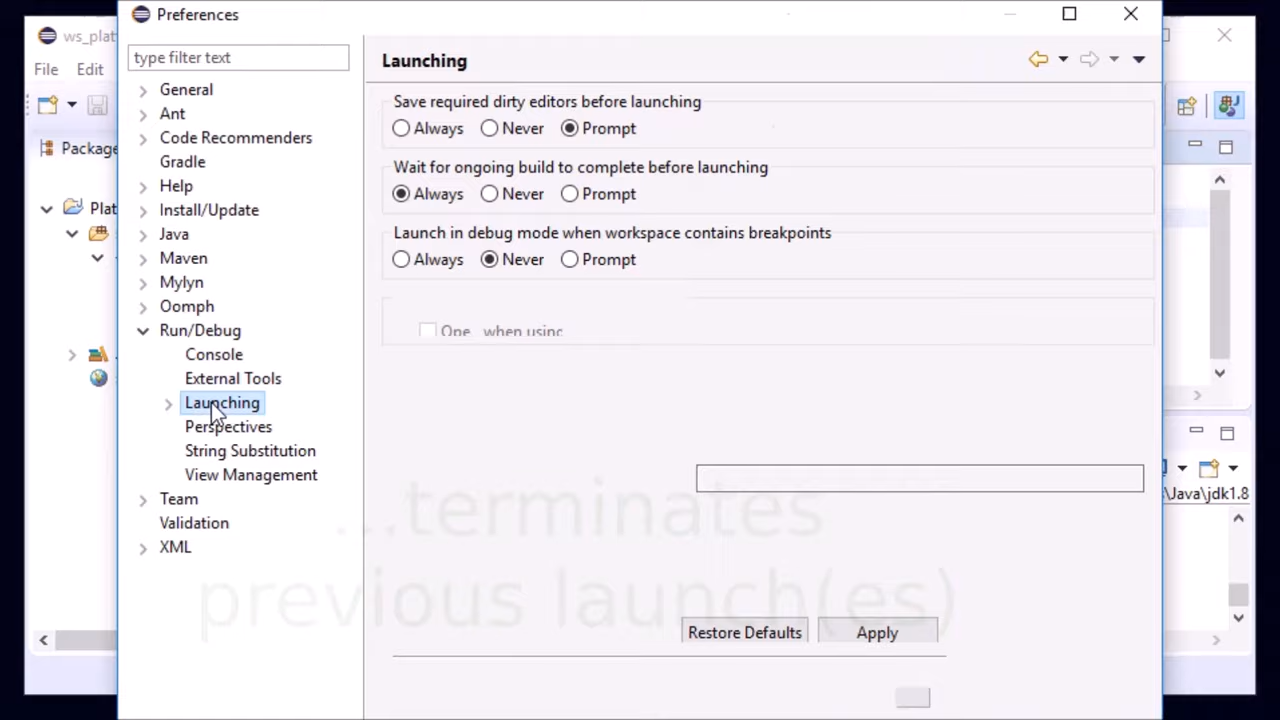 Preferences
ws_plat
File Edit
type filter text
Launching
General
Ant
Code Recommenders
Gradle
Help
Install/Update
Java
Maven
Mylyn
Oomph
Run/Debug
Console
External Tools
Launching
Perspectives
String Substitution
View Management
Team
Validation
XML
Save required dirty editors before launching
Always Never Prompt
Wait for ongoing build to complete before launching
Always Never Prompt
Launch in debug mode when workspace contains breakpoints
Always Never Prompt
when using
...terminates
previous launch(es)
Restore Defaults Apply
Package
Plat
\Java\jdk1.8